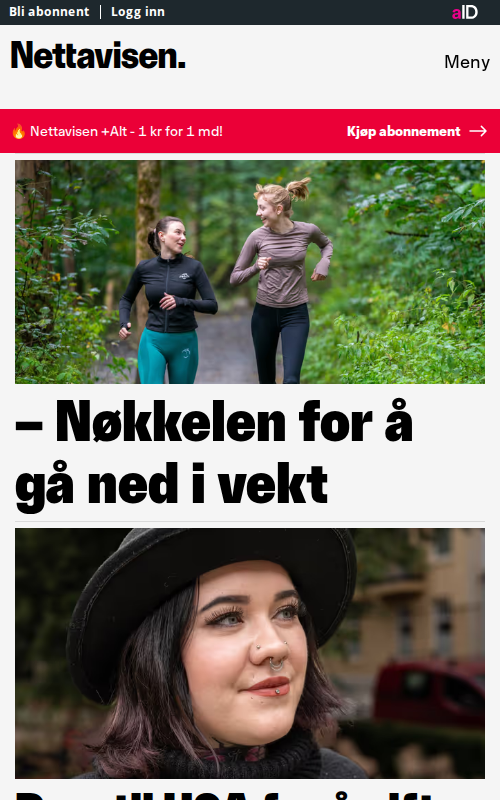 Bli abonnent | Logg inn
aID
Nettavisen.
Meny
🔥 Nettavisen +Alt - 1 kr for 1 md!
Kjøp abonnement →
– Nøkkelen for å
gå ned i vekt